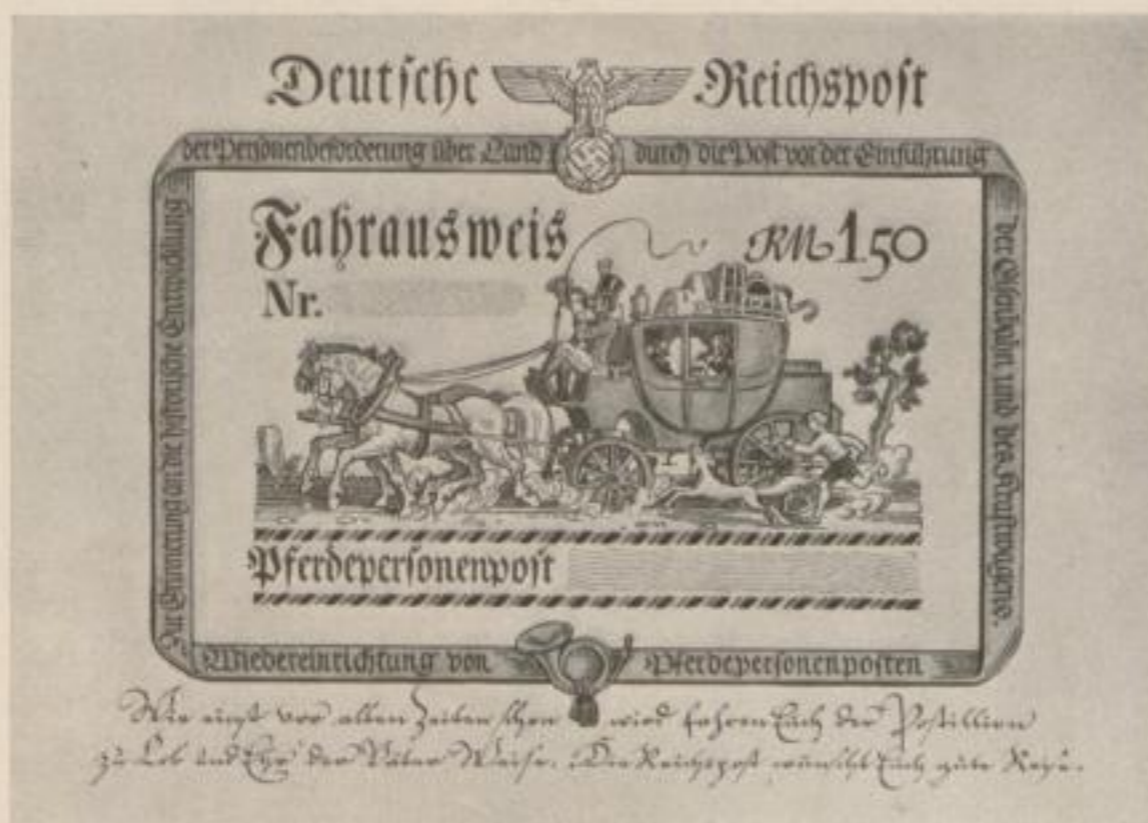 Deutsche Reichspost
Zur Erinnerung an die historische Entwicklung
der Personenbeförderung über Land durch die Post vor der Einführung
der Eisenbahn und des Kraftwagens.
Fahrausweis
RM 1.50
Nr.
Pferdepersonenpost
Wiedereinrichtung von Pferdepersonenposten
Wie einst vor alten Zeiten schon wird fahren Euch der Postillion
zu Lob und Ehr' der Väter Weise. Die Reichspost wünscht Euch gute Reise.